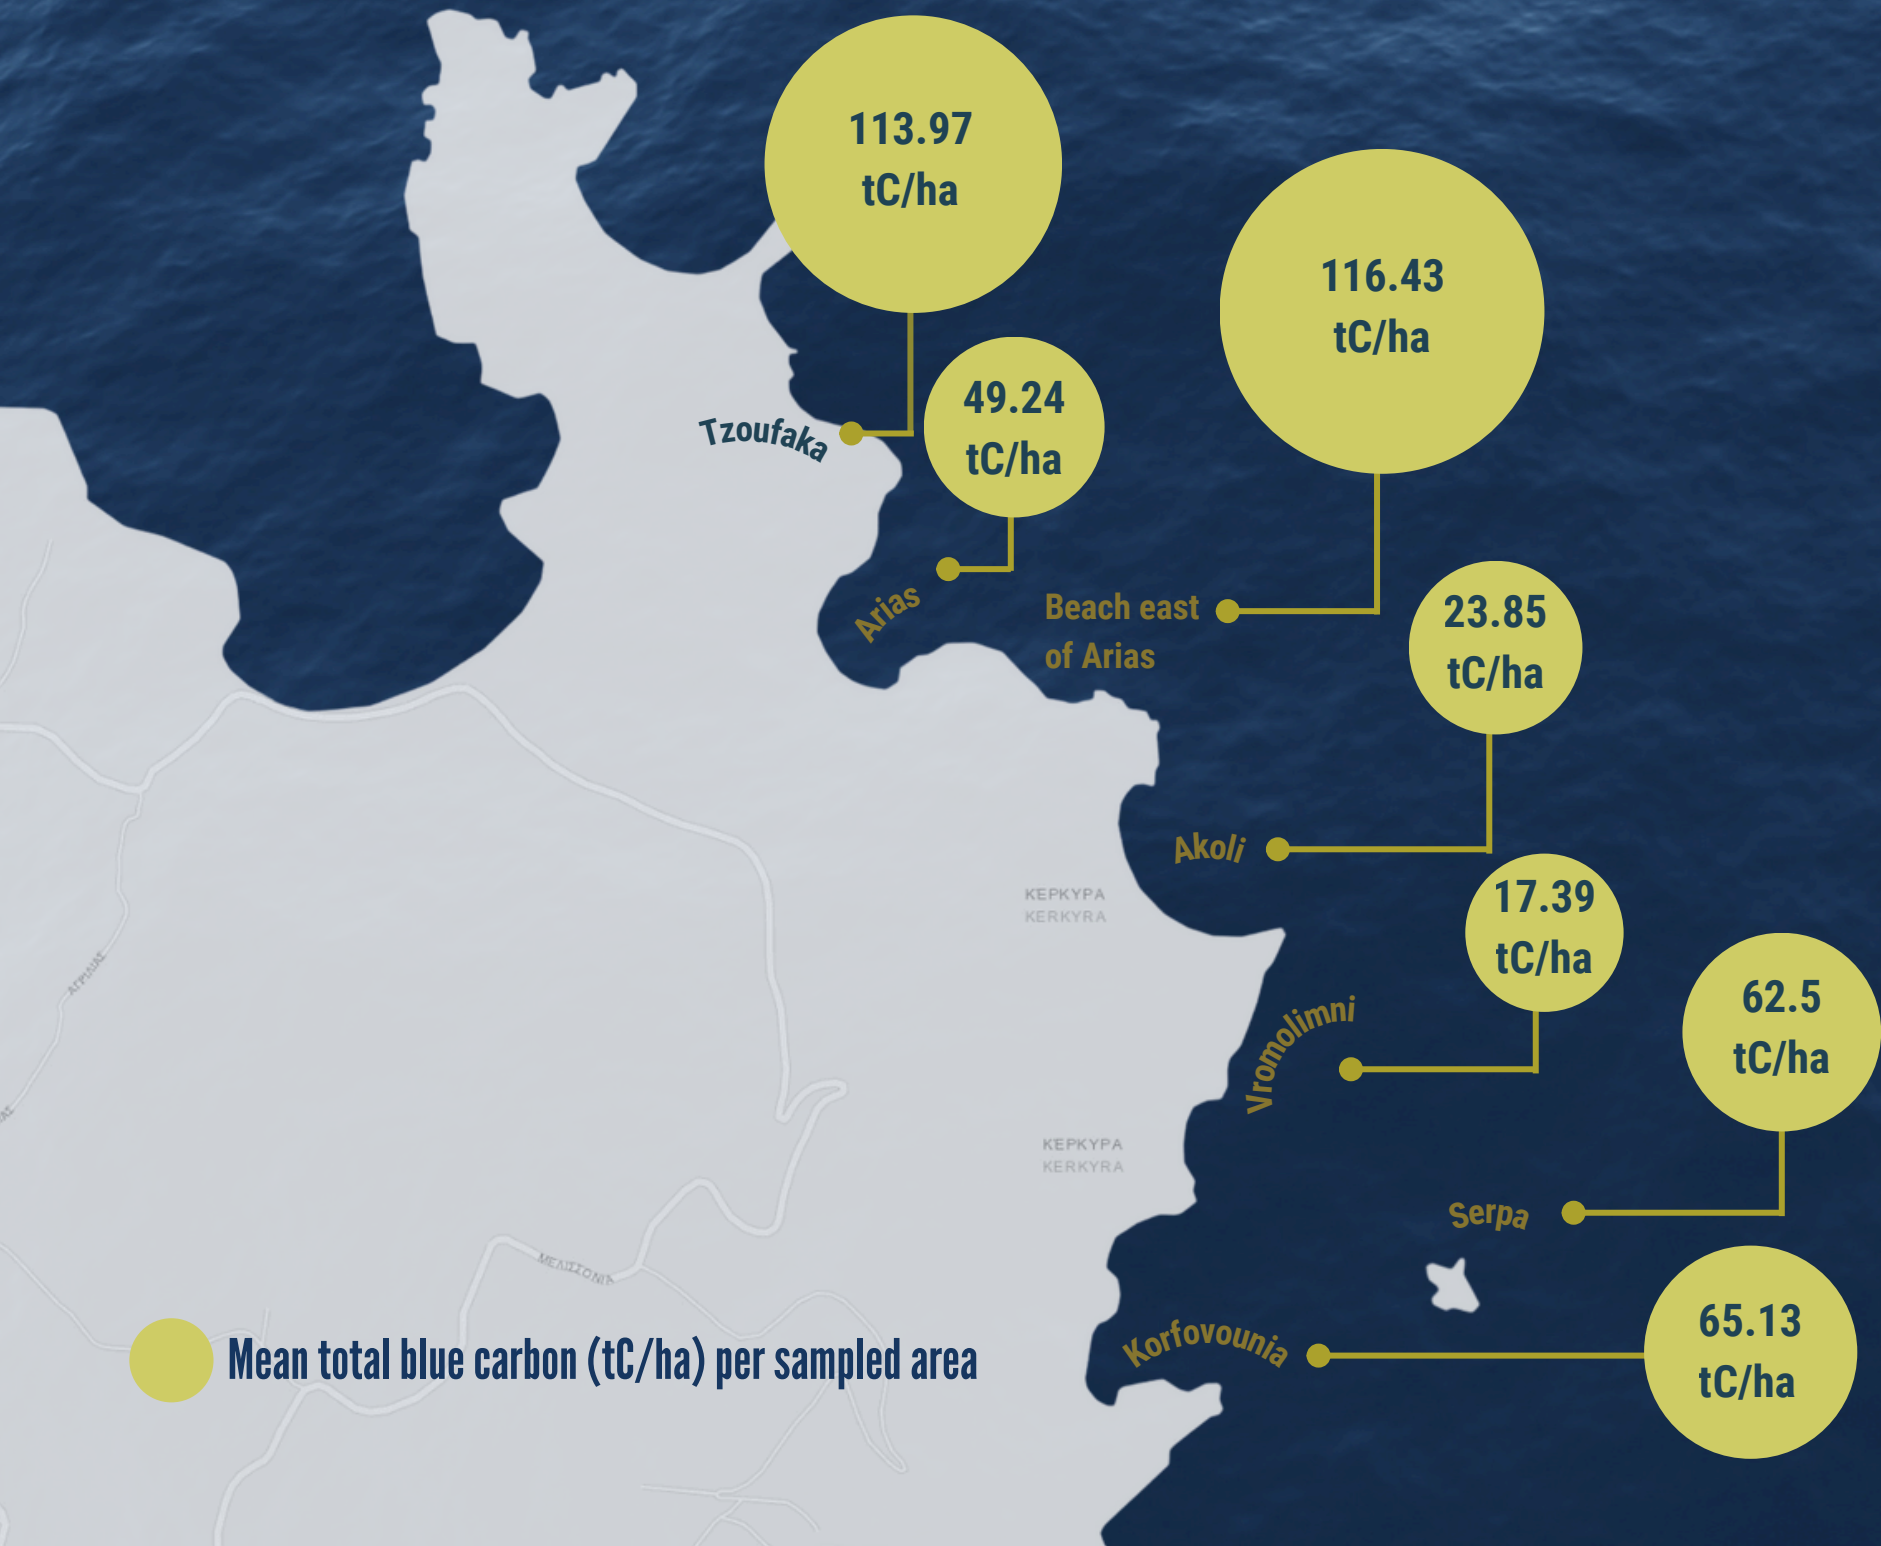 113.97
tC/ha
116.43
tC/ha
49.24
tC/ha
Tzoufaka
Arias
Beach east
of Arias
23.85
tC/ha
Akoli
ΚΕΡΚΥΡΑ
KERKYRA
17.39
tC/ha
ΑΓΡΙΛΙΑΣ
Vromolimni
62.5
tC/ha
ΚΕΡΚΥΡΑ
KERKYRA
Serpa
65.13
tC/ha
Korfovounia
Mean total blue carbon (tC/ha) per sampled area